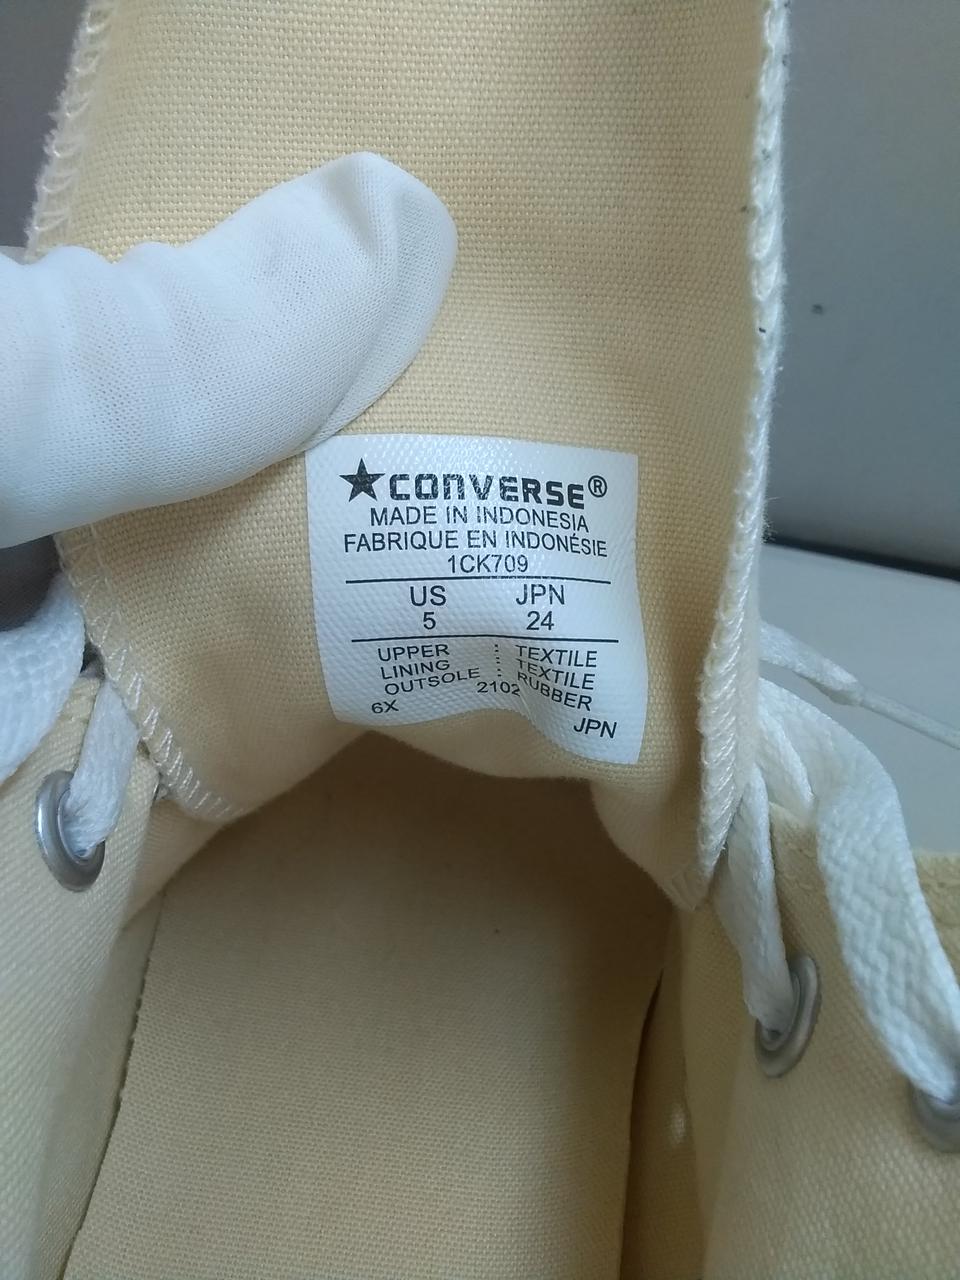 ★CONVERSE®
MADE IN INDONESIA
FABRIQUE EN INDONÉSIE
1CK709
US JPN
5 24
UPPER : TEXTILE
LINING : TEXTILE
OUTSOLE : RUBBER
6X 2102
JPN